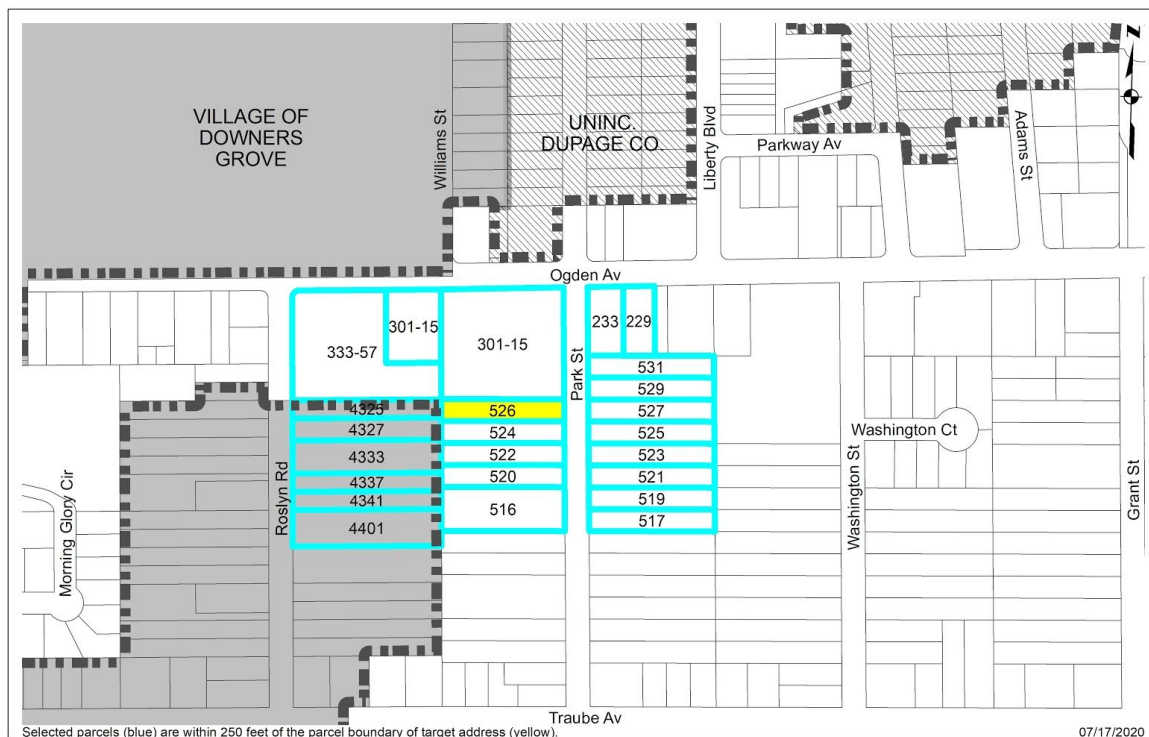 VILLAGE OF
DOWNERS
GROVE
Williams St
UNINC.
DUPAGE CO.
Liberty Blvd
Parkway Av
Adams St
Z
Ogden Av
333-57
301-15
301-15
Park St
233
229
531
529
527
525
523
521
519
517
4325
4327
4333
4337
4341
4401
526
524
522
520
516
Roslyn Rd
Morning Glory Cir
Washington St
Washington Ct
Grant St
Traube Av
Selected parcels (blue) are within 250 feet of the parcel boundary of target address (yellow).
07/17/2020